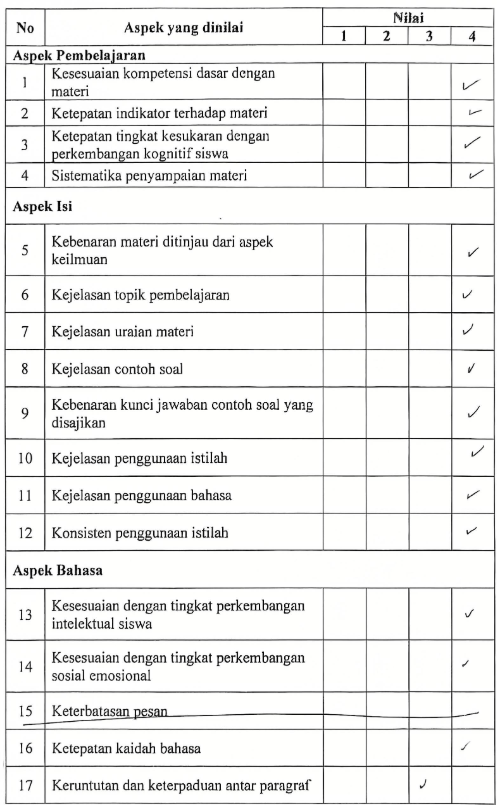 No Aspek yang dinilai Nilai
1 2 3 4
Aspek Pembelajaran
1 Kesesuaian kompetensi dasar dengan
materi ✓
2 Ketepatan indikator terhadap materi ✓
3 Ketepatan tingkat kesukaran dengan
perkembangan kognitif siswa ✓
4 Sistematika penyampaian materi ✓
Aspek Isi
5 Kebenaran materi ditinjau dari aspek
keilmuan ✓
6 Kejelasan topik pembelajaran ✓
7 Kejelasan uraian materi ✓
8 Kejelasan contoh soal ✓
9 Kebenaran kunci jawaban contoh soal yang
disajikan ✓
10 Kejelasan penggunaan istilah ✓
11 Kejelasan penggunaan bahasa ✓
12 Konsisten penggunaan istilah ✓
Aspek Bahasa
13 Kesesuaian dengan tingkat perkembangan
intelektual siswa ✓
14 Kesesuaian dengan tingkat perkembangan
sosial emosional ✓
15 Keterbatasan pesan
16 Ketepatan kaidah bahasa ✓
17 Keruntutan dan keterpaduan antar paragraf ✓